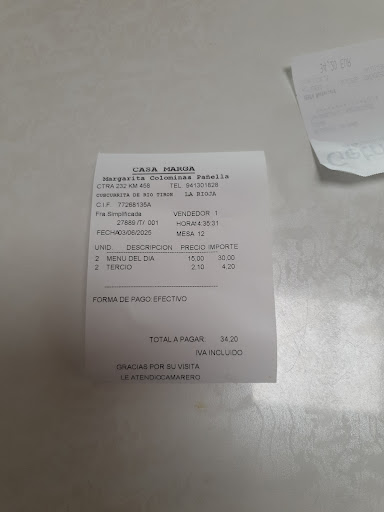 CASA MARGA
Margarita Colominas Pañella
CTRA 232 KM 456 TEL. 941301628
CUZCURRITA DE RIO TIRON LA RIOJA
C.I.F. 77268135A
Fra.Simplificada VENDEDOR 1
27889 /T/ 001 HORA14:35:31
FECHA03/06/2025 MESA 12
UNID. DESCRIPCION PRECIO IMPORTE
2 MENU DEL DIA 15,00 30,00
2 TERCIO 2,10 4,20
FORMA DE PAGO:EFECTIVO
TOTAL A PAGAR: 34,20
IVA INCLUIDO
GRACIAS POR SU VISITA
LE ATENDIO:CAMARERO